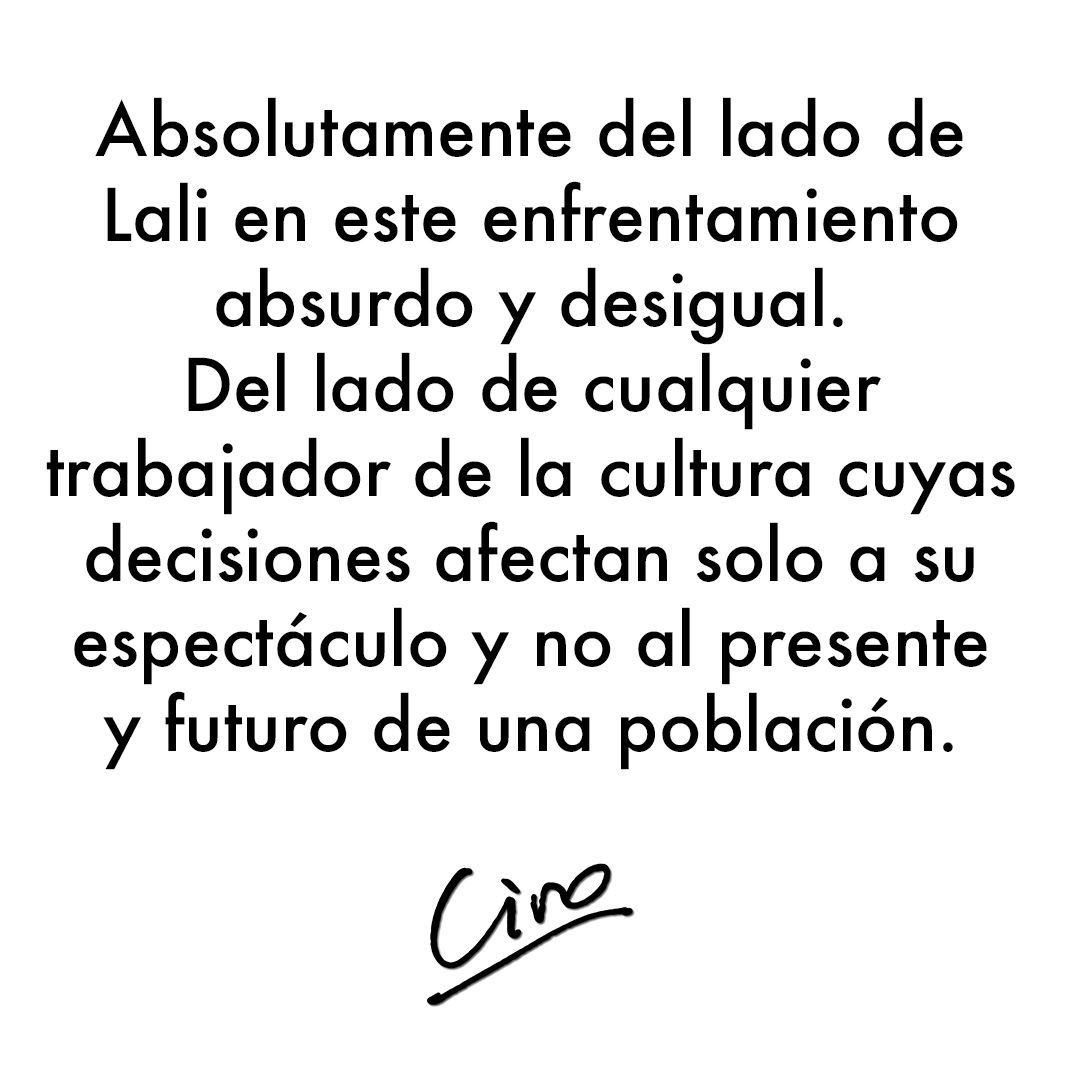 Absolutamente del lado de
Lali en este enfrentamiento
absurdo y desigual.
Del lado de cualquier
trabajador de la cultura cuyas
decisiones afectan solo a su
espectáculo y no al presente
y futuro de una población.
Ciro